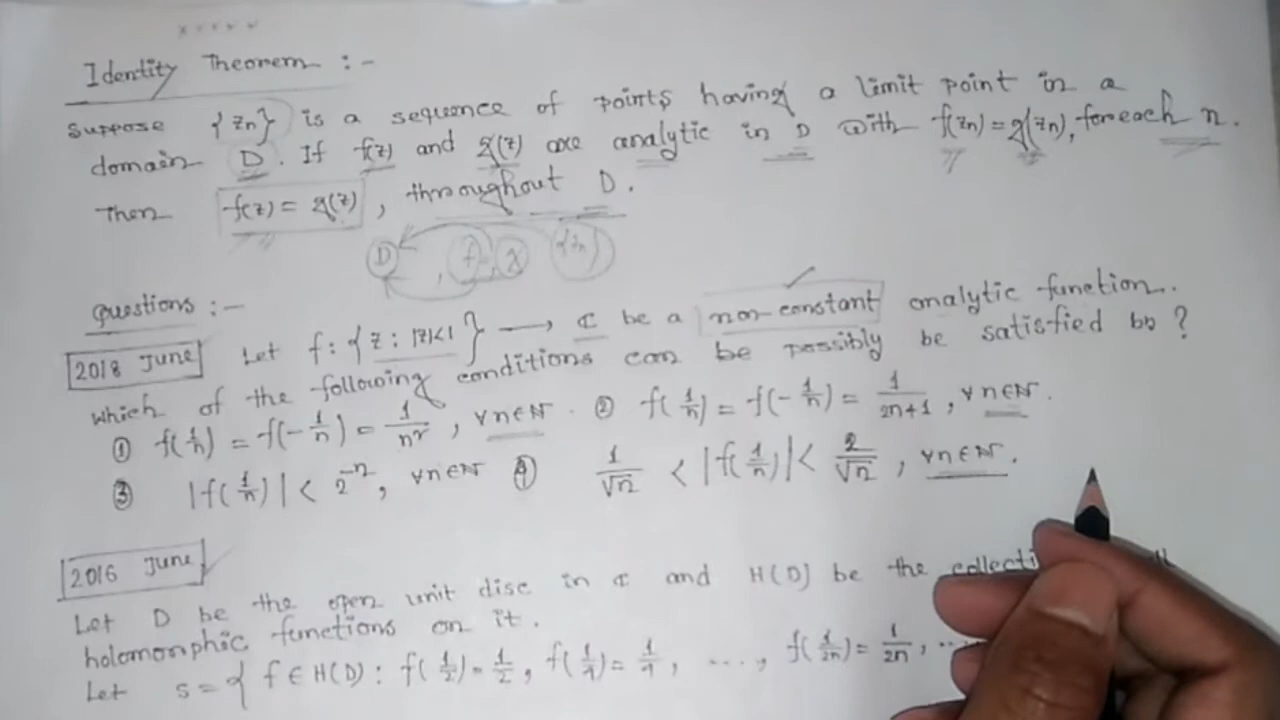 Identity Theorem :-
Suppose {zn} is a sequence of points having a limit point in a
domain D. If f(z) and g(z) are analytic in D with f(zn) = g(zn), for each n.
Then f(z) = g(z), throughout D.
D , f , g {zn}
Questions :-
2018 June Let f: {z : |z|<1} → ℂ be a non-constant analytic function.
which of the following conditions can be possibly be satisfied by ?
① f(1/n) = f(-1/n) = 1/n², ∀ n∈ℕ . ② f(1/n) = f(-1/n) = 1/2n+1, ∀ n∈ℕ.
③ |f(1/n)| < 2^-n, ∀ n∈ℕ ④ 1/√n < |f(1/n)| < 2/√n, ∀ n∈ℕ.
2016 June
Let D be the open unit disc in ℂ and H(D) be the
holomorphic functions on it.
Let S = { f ∈ H(D) : f(1/2) = 1/2, f(1/4) = 1/4, ...., f(1/2n) = 1/2n, ...